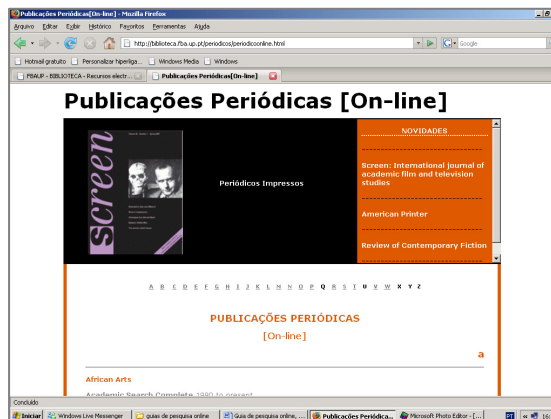 Publicações Periódicas[On-line] - Mozilla Firefox
Arquivo Editar Exibir Histórico Favoritos Ferramentas Ajuda
http://biblioteca.fba.up.pt/periodicos/periodicoonline.html
Google
Hotmail gratuito Personalizar hiperliga... Windows Media Windows
FBAUP - BIBLIOTECA - Recursos electr... Publicações Periódicas[On-line]
Publicações Periódicas [On-line]
screen
Periódicos Impressos
NOVIDADES
------------------------------
Screen: International journal of
academic film and television
studies
------------------------------
American Printer
------------------------------
Review of Contemporary Fiction
------------------------------
A B C D E F G H I J K L M N O P Q R S T U V W X Y Z
PUBLICAÇÕES PERIÓDICAS
[On-line]
a
African Arts
Academic Search Complete 1990 to present
Concluído
Iniciar Windows Live Messenger guias de pesquisa online Guia de pesquisa online, ... Publicações Periódica... Microsoft Photo Editor - [... PT « 16: